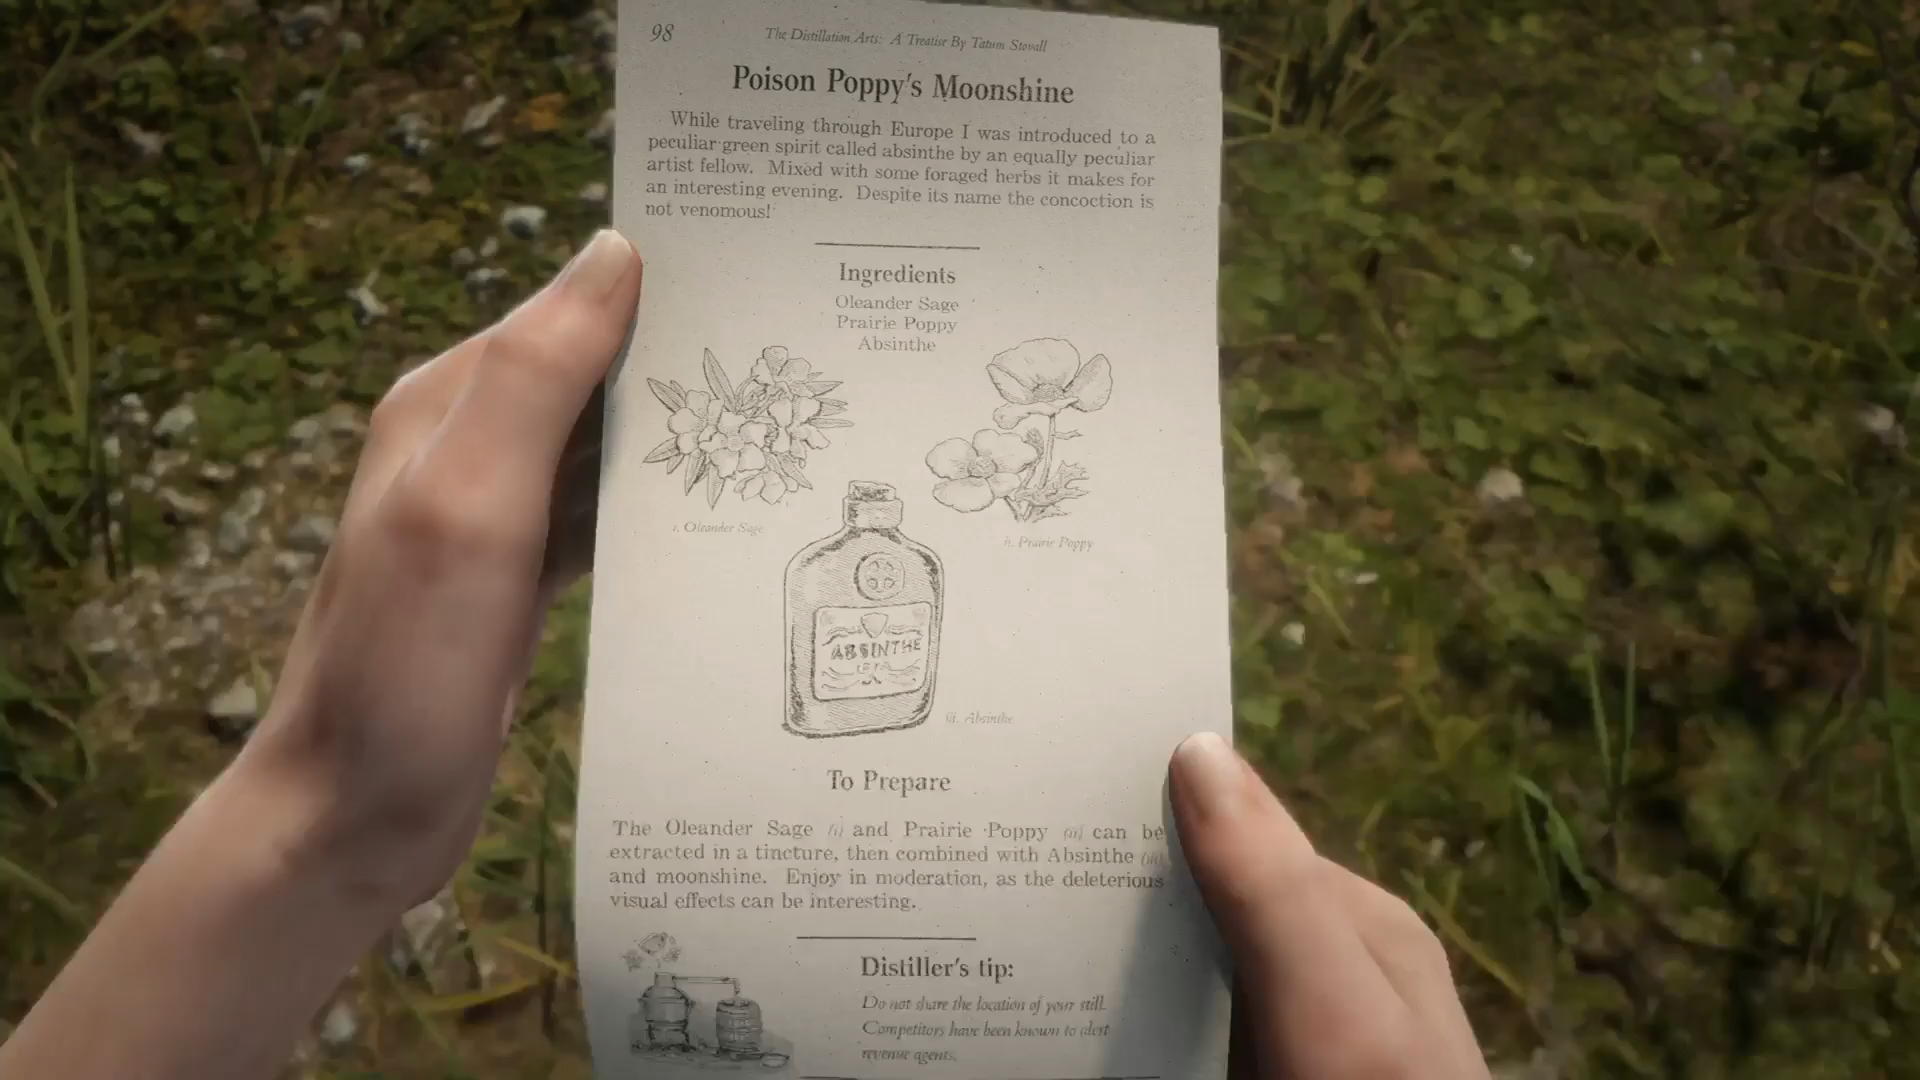 98
The Distillation Arts: A Treatise By Tatum Stovall
Poison Poppy's Moonshine
While traveling through Europe I was introduced to a
peculiar green spirit called absinthe by an equally peculiar
artist fellow. Mixed with some foraged herbs it makes for
an interesting evening. Despite its name the concoction is
not venomous!
Ingredients
Oleander Sage
Prairie Poppy
Absinthe
i. Oleander Sage
ii. Prairie Poppy
ABSINTHE
iii. Absinthe
To Prepare
The Oleander Sage (i) and Prairie Poppy (ii) can be
extracted in a tincture, then combined with Absinthe (iii)
and moonshine. Enjoy in moderation, as the deleterious
visual effects can be interesting.
Distiller's tip:
Do not share the location of your still.
Competitors have been known to alert
revenue agents.